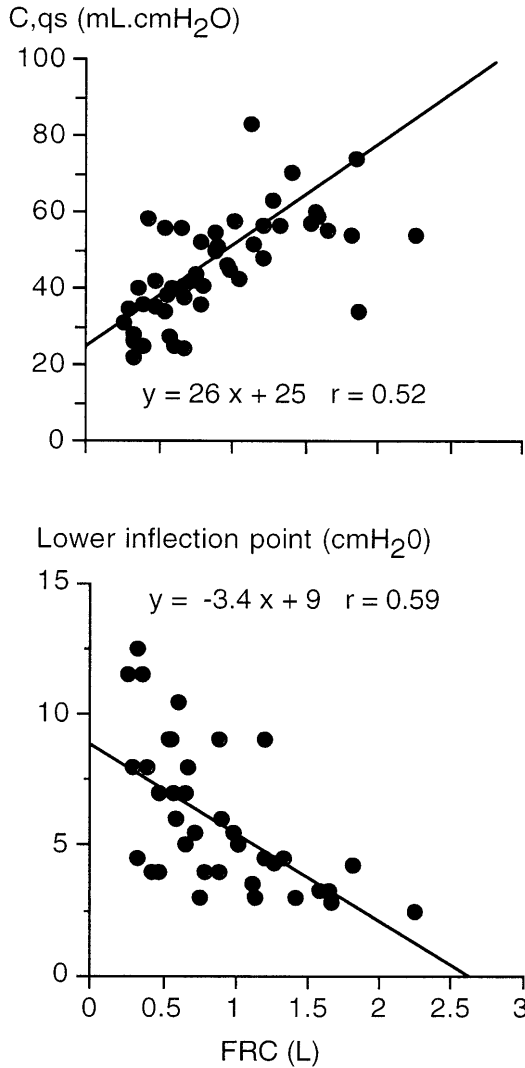 C,qs (mL.cmH2O)
100
80
60
40
20
0
y = 26 x + 25 r = 0.52
Lower inflection point (cmH20)
15
10
5
0
y = -3.4 x + 9 r = 0.59
0 0.5 1 1.5 2 2.5 3
FRC (L)